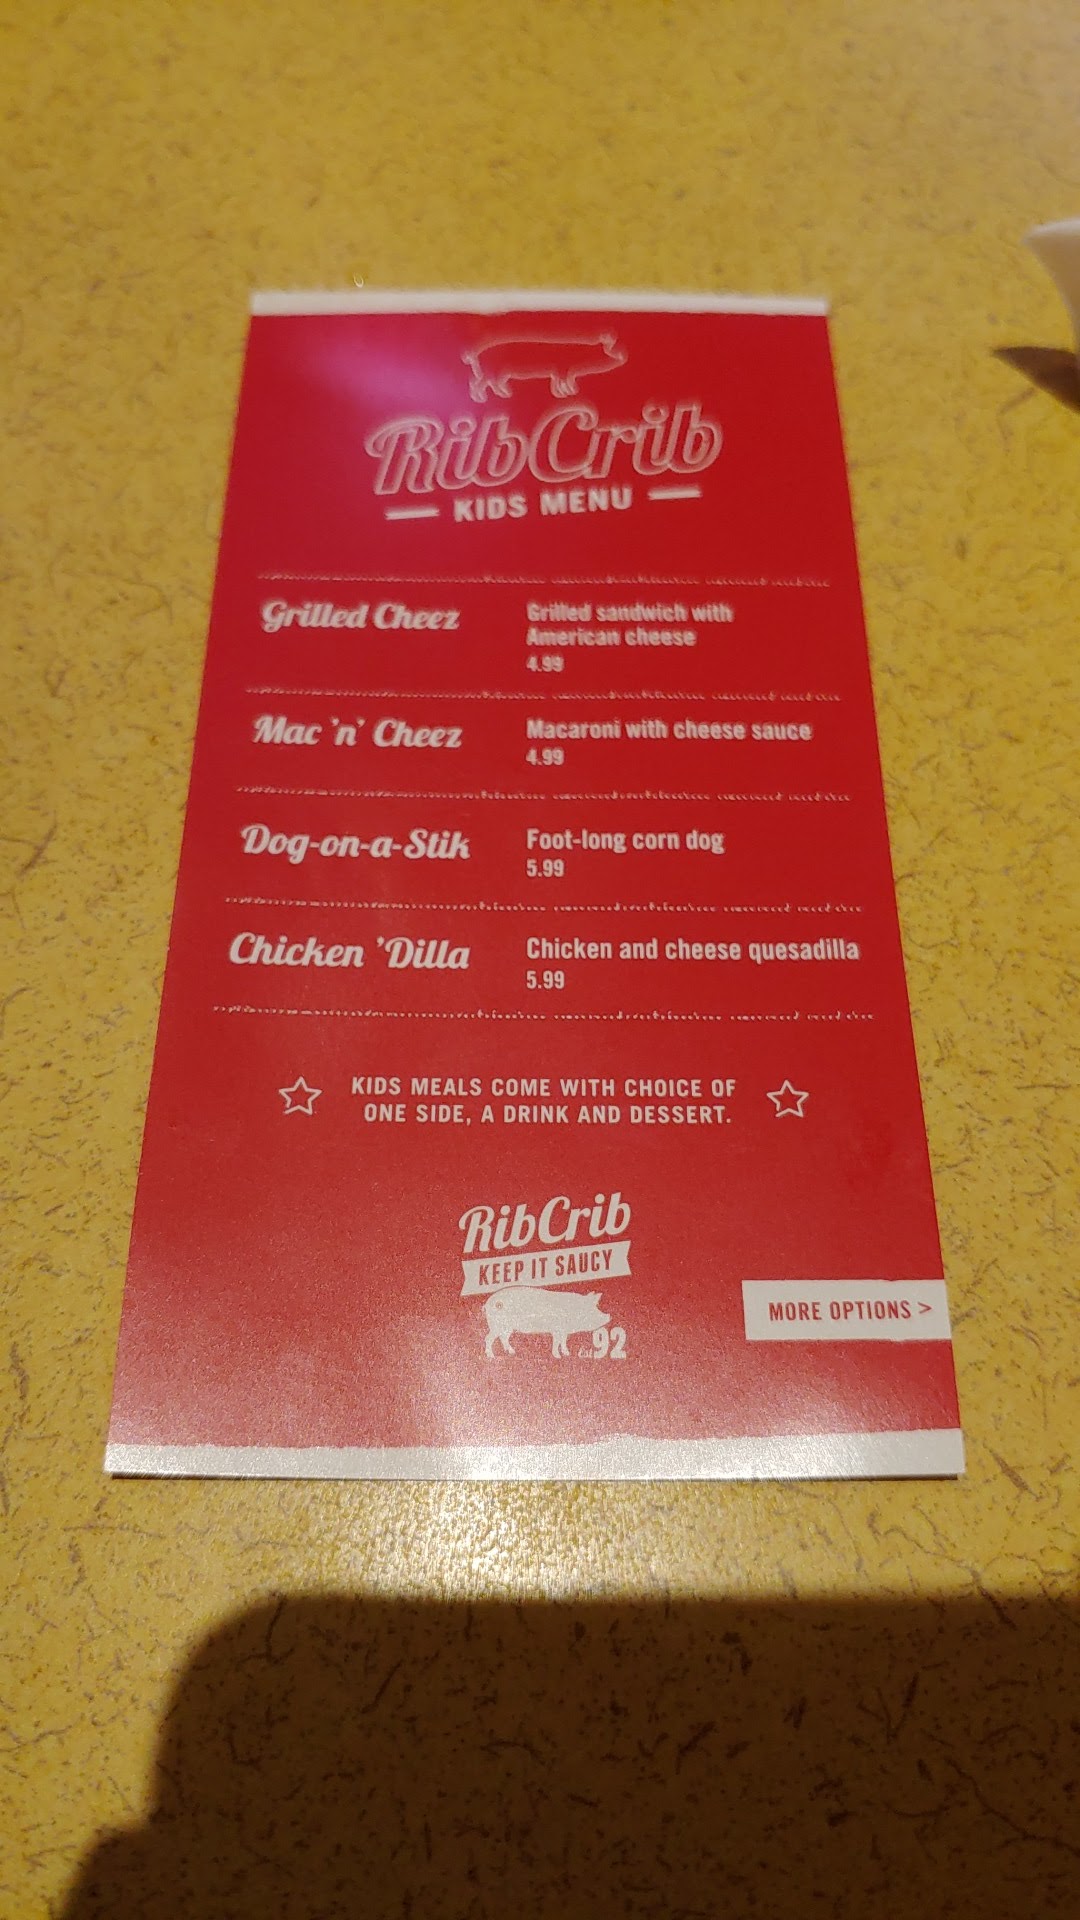 RibCrib
KIDS MENU
Grilled Cheez
Grilled sandwich with
American cheese
4.99
Mac 'n' Cheez
Macaroni with cheese sauce
4.99
Dog-on-a-Stik
Foot-long corn dog
5.99
Chicken 'Dilla
Chicken and cheese quesadilla
5.99
KIDS MEALS COME WITH CHOICE OF
ONE SIDE, A DRINK AND DESSERT.
RibCrib
KEEP IT SAUCY
est 92
MORE OPTIONS >